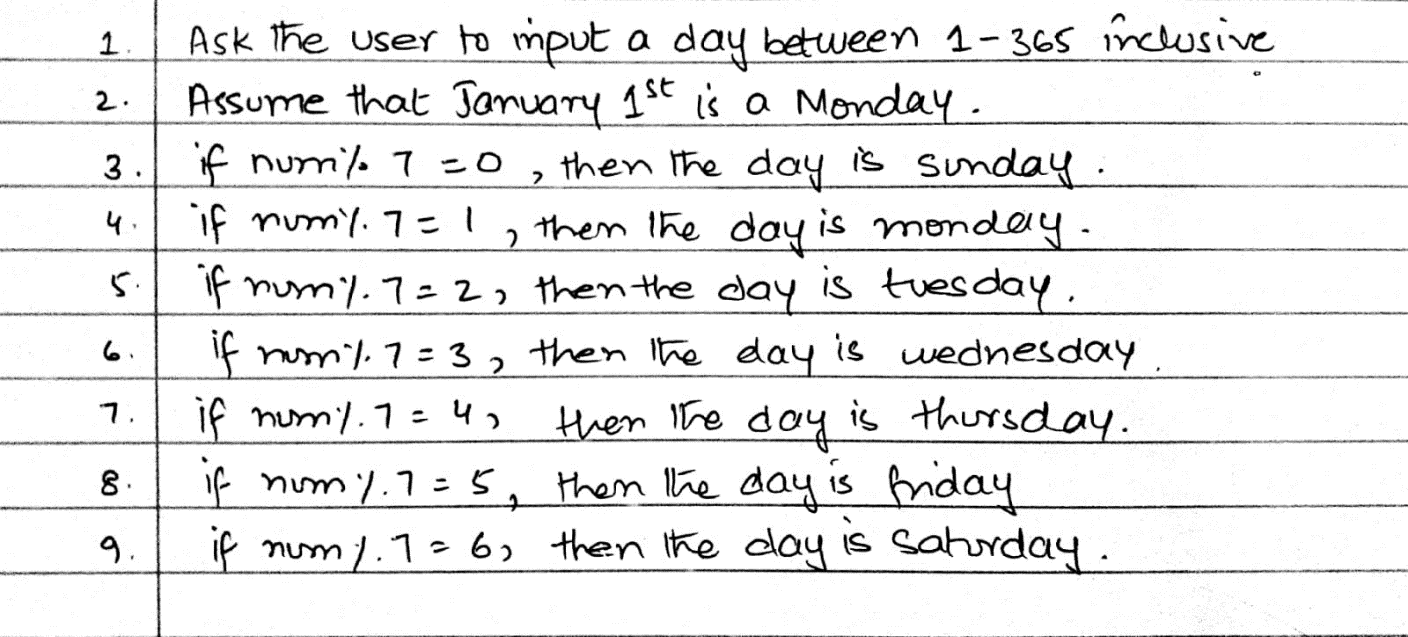 1. Ask the user to input a day between 1-365 inclusive
2. Assume that January 1st is a Monday.
3. if num% 7 =0, then the day is sunday.
4. if num% 7 = 1, then the day is monday.
5. if num% 7 = 2, then the day is tuesday.
6. if num% 7 = 3, then the day is wednesday.
7. if num% 7 = 4, then the day is thursday.
8. if num% 7 = 5, then the day is friday
9. if num% 7 = 6, then the day is saturday.